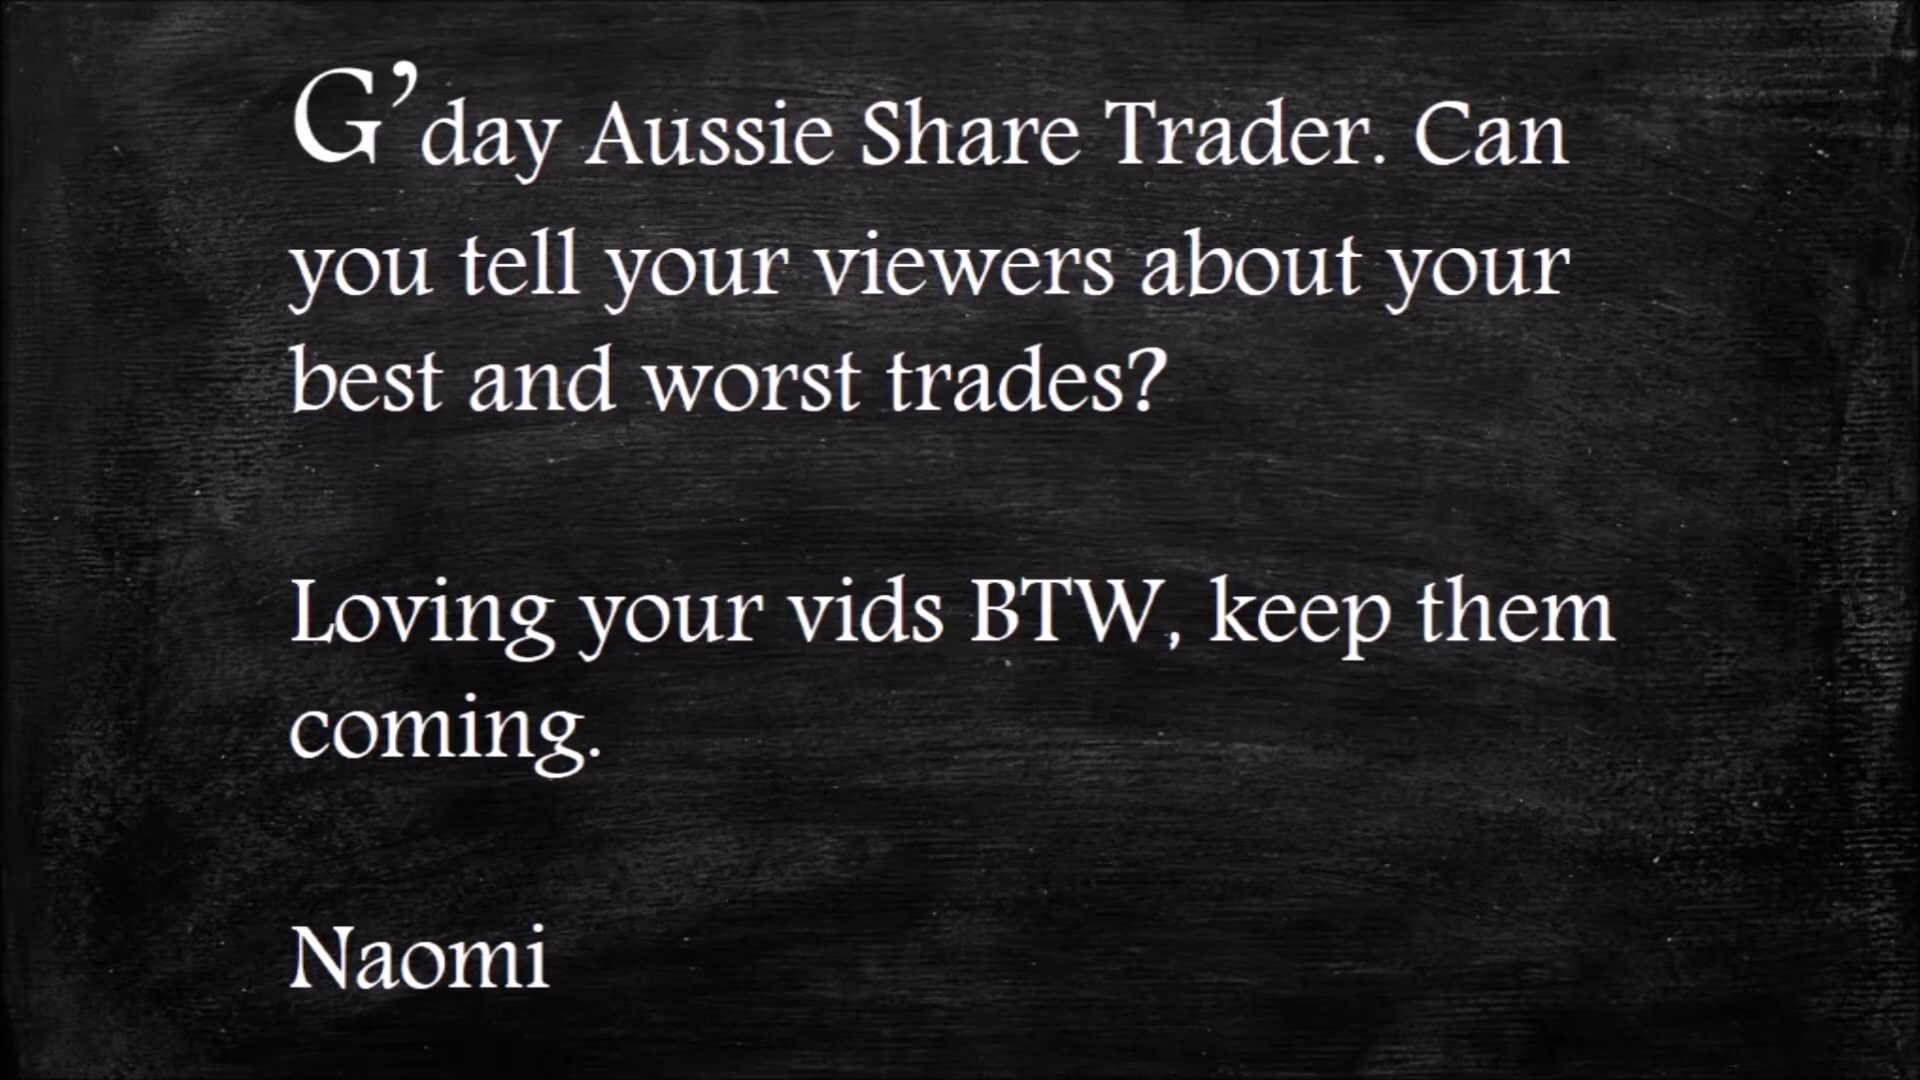 G’day Aussie Share Trader. Can
you tell your viewers about your
best and worst trades?
Loving your vids BTW, keep them
coming.
Naomi